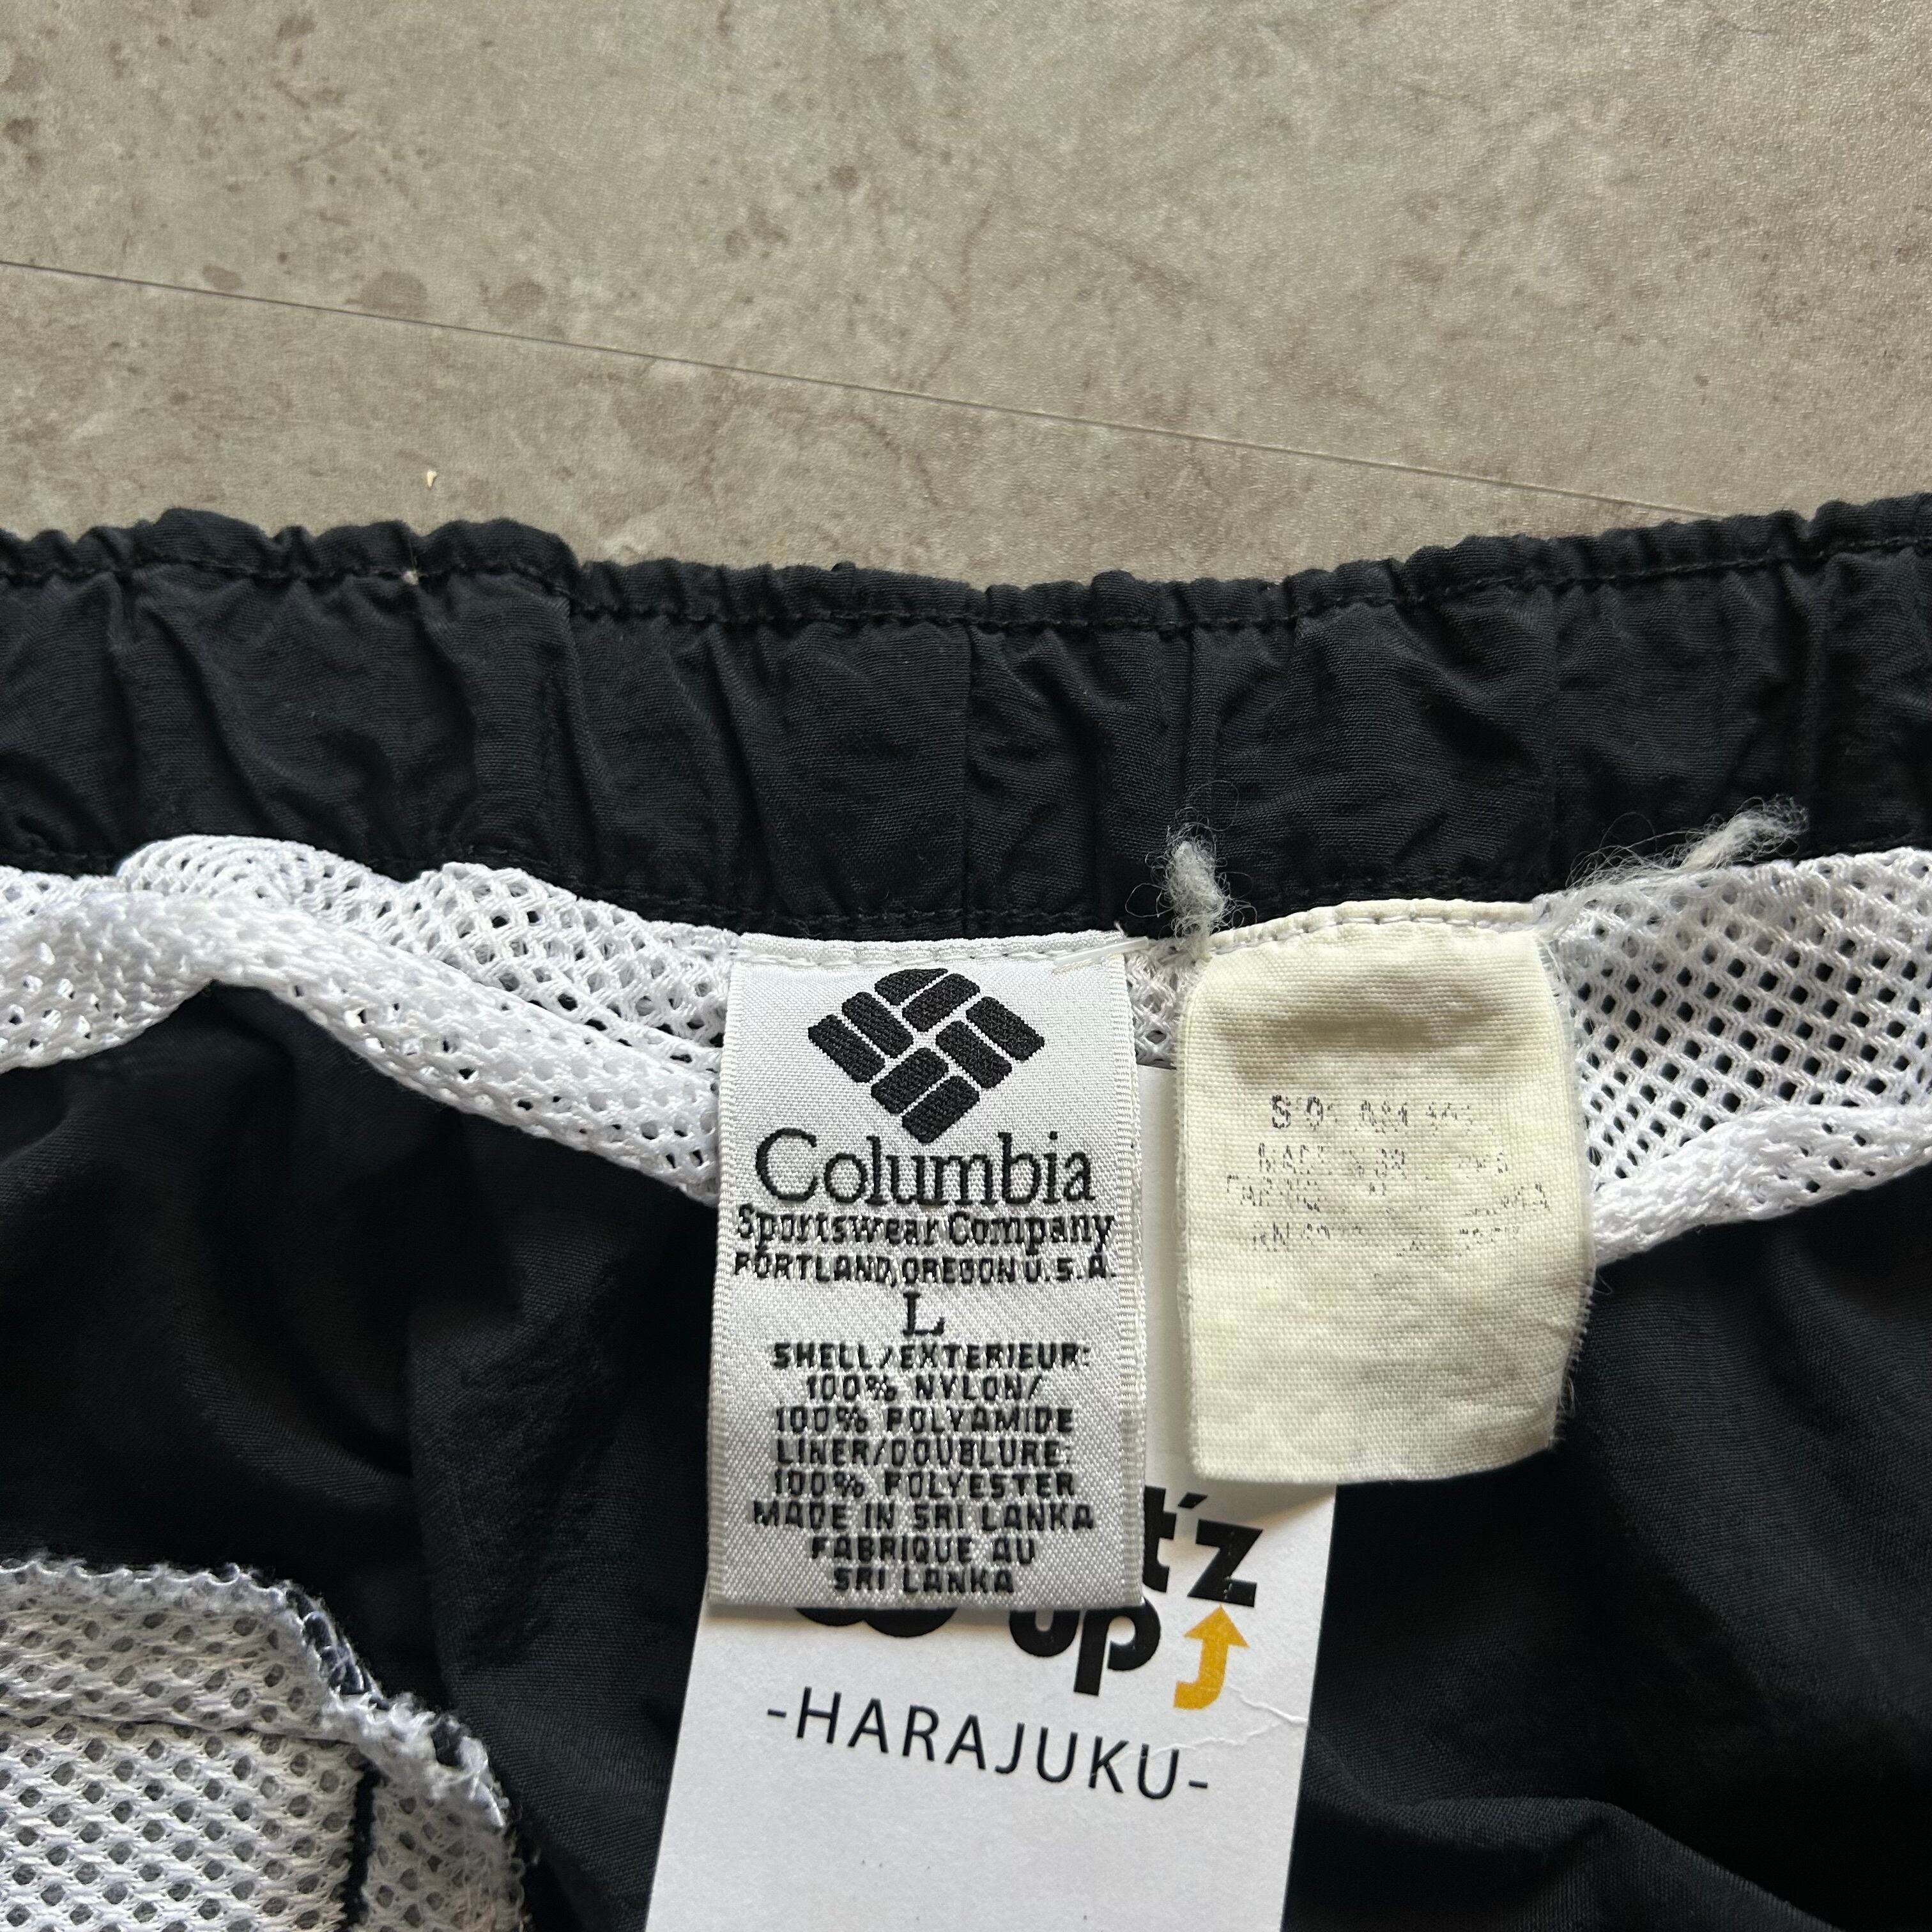 Columbia
Sportswear Company
PORTLAND, OREGON U.S.A.
L
SHELL/EXTERIEUR:
100% NYLON/
100% POLYAMIDE
LINER/DOUBLURE:
100% POLYESTER
MADE IN SRI LANKA
FABRIQUE AU
SRI LANKA
t'z
up
-HARAJUKU-